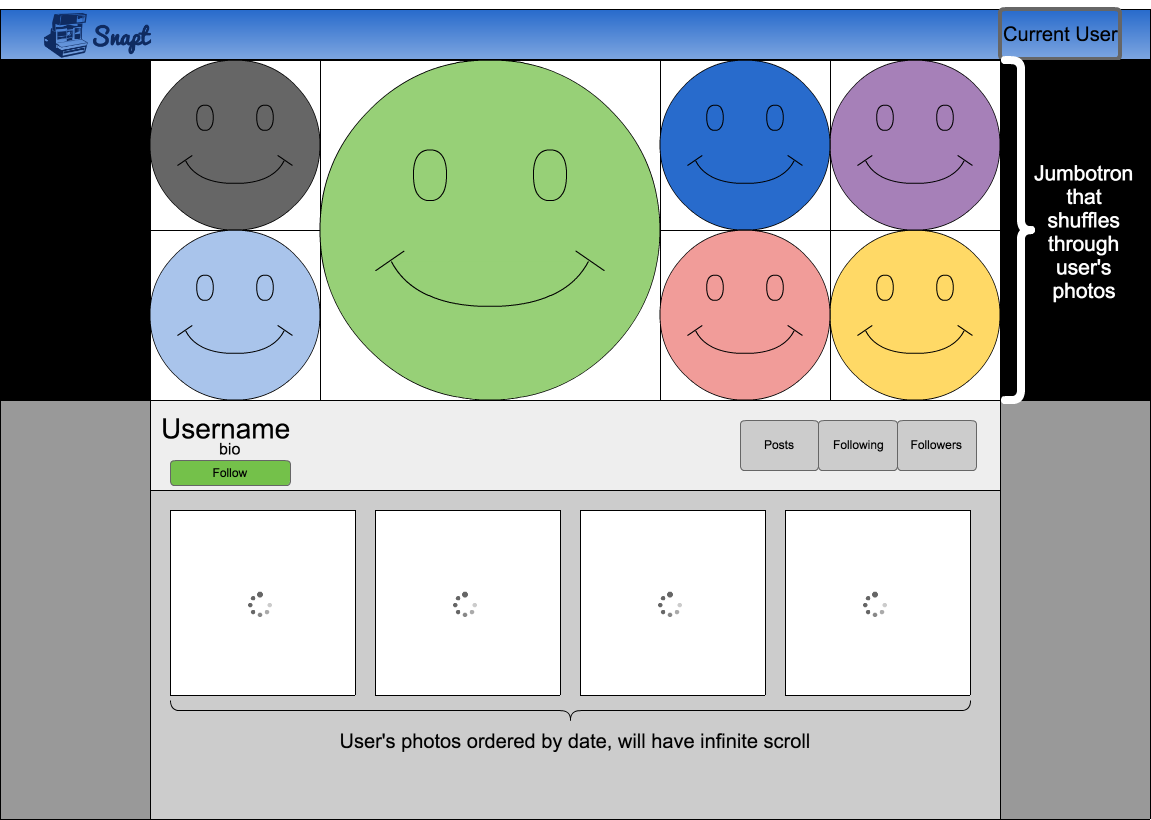 Snapt
Current User
Jumbotron
that
shuffles
through
user's
photos
Username
bio
Follow
Posts
Following
Followers
User's photos ordered by date, will have infinite scroll